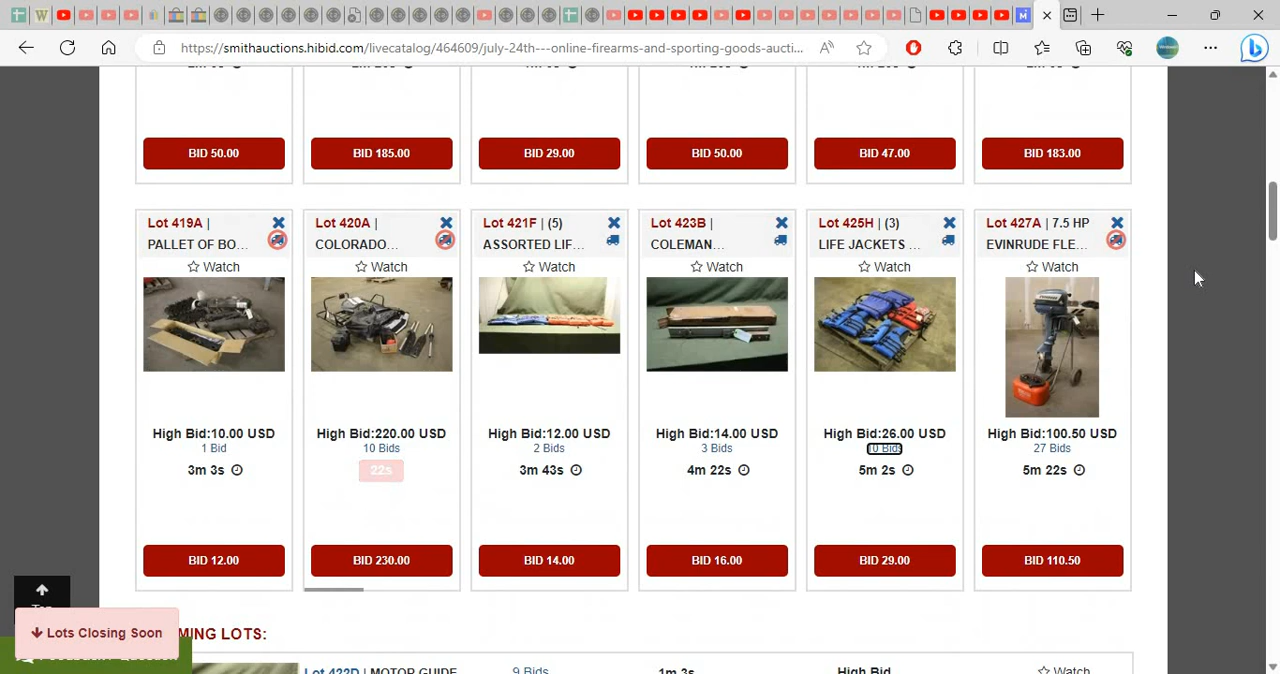 https://smithauctions.hibid.com/livecatalog/464609/july-24th---online-firearms-and-sporting-goods-aucti...
BID 50.00
BID 185.00
BID 29.00
BID 50.00
BID 47.00
BID 183.00
Lot 419A |
PALLET OF BO...
Watch
High Bid:10.00 USD
1 Bid
3m 3s
BID 12.00
Lot 420A |
COLORADO...
Watch
High Bid:220.00 USD
10 Bids
22s
BID 230.00
Lot 421F | (5)
ASSORTED LIF...
Watch
High Bid:12.00 USD
2 Bids
3m 43s
BID 14.00
Lot 423B |
COLEMAN...
Watch
High Bid:14.00 USD
3 Bids
4m 22s
BID 16.00
Lot 425H | (3)
LIFE JACKETS ...
Watch
High Bid:26.00 USD
10 Bids
5m 2s
BID 29.00
Lot 427A | 7.5 HP
EVINRUDE FLE...
Watch
High Bid:100.50 USD
27 Bids
5m 22s
BID 110.50
Lots Closing Soon
MING LOTS:
Lot 422D | MOTOR GUIDE
9 Bids
1m 3s
High Bid
Watch